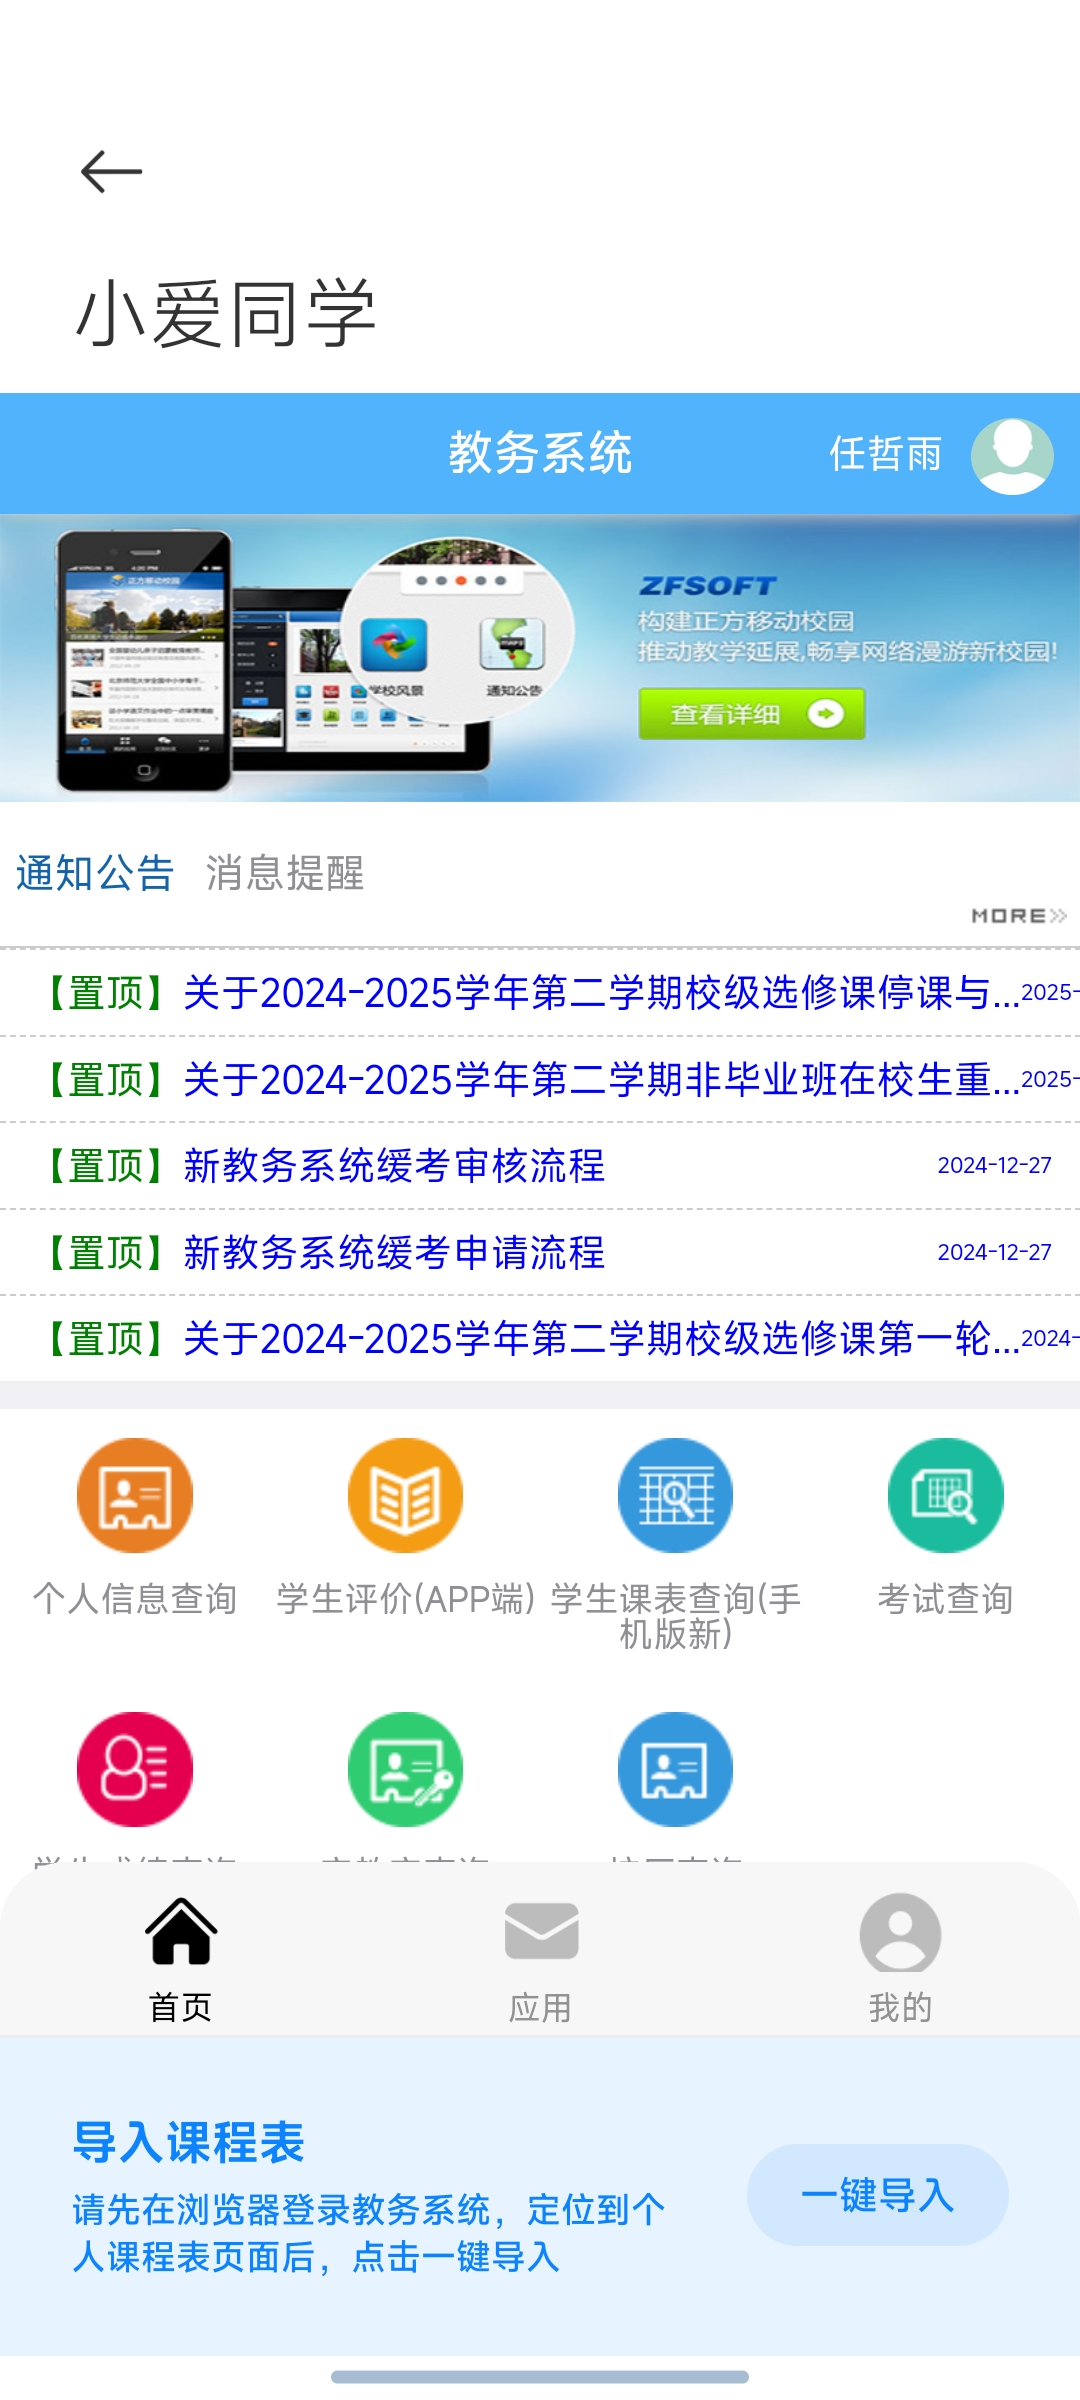 小爱同学
教务系统
任哲雨
正方移动校园
学校风景
通知公告
ZFSOFT
构建正方移动校园
推动教学延展,畅享网络漫游新校园!
查看详细
通知公告 消息提醒
MORE
【置顶】关于2024-2025学年第二学期校级选修课停课与...2025-
【置顶】关于2024-2025学年第二学期非毕业班在校生重...2025-
【置顶】新教务系统缓考审核流程 2024-12-27
【置顶】新教务系统缓考申请流程 2024-12-27
【置顶】关于2024-2025学年第二学期校级选修课第一轮...2024-
个人信息查询 学生评价(APP端) 学生课表查询(手
机版新) 考试查询
首页 应用 我的
导入课程表
请先在浏览器登录教务系统，定位到个
人课程表页面后，点击一键导入
一键导入